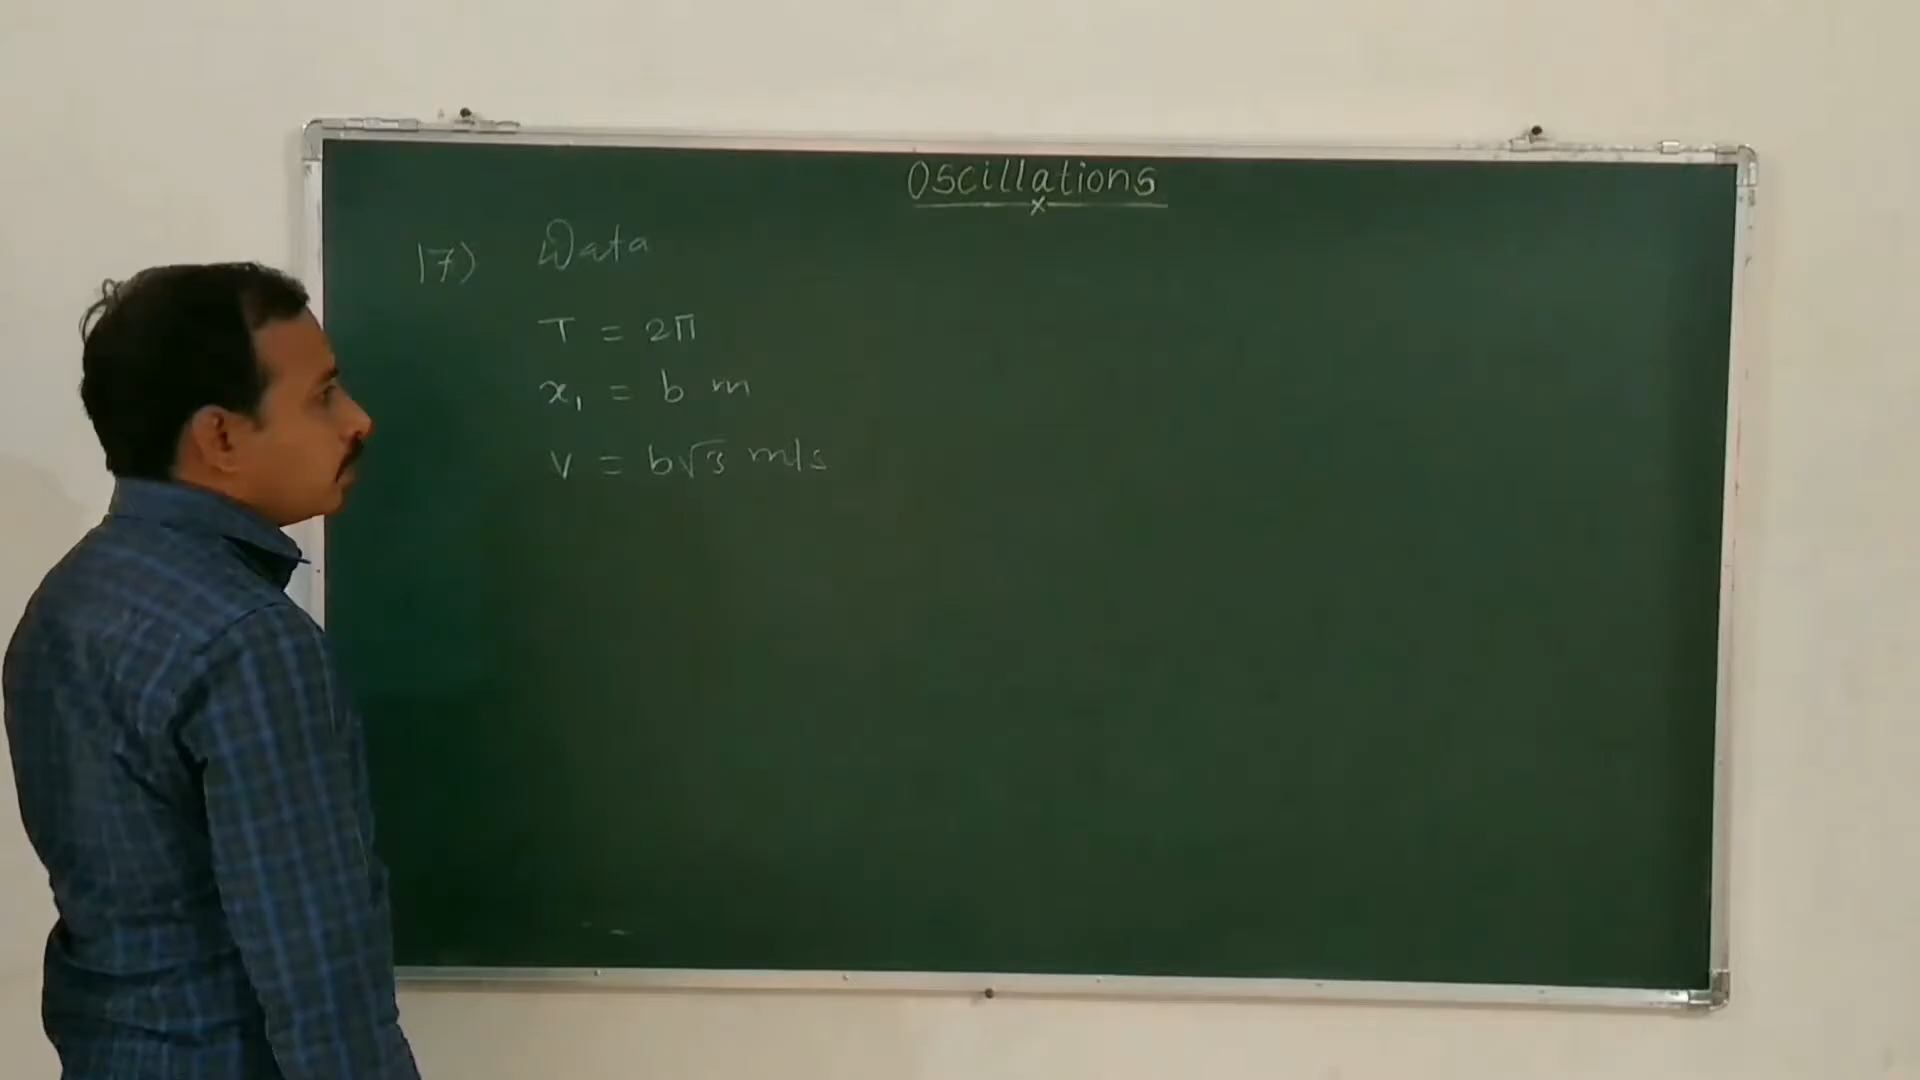 Oscillations
x
17) Data
T = 2π
x₁ = b m
V = b√3 m/s